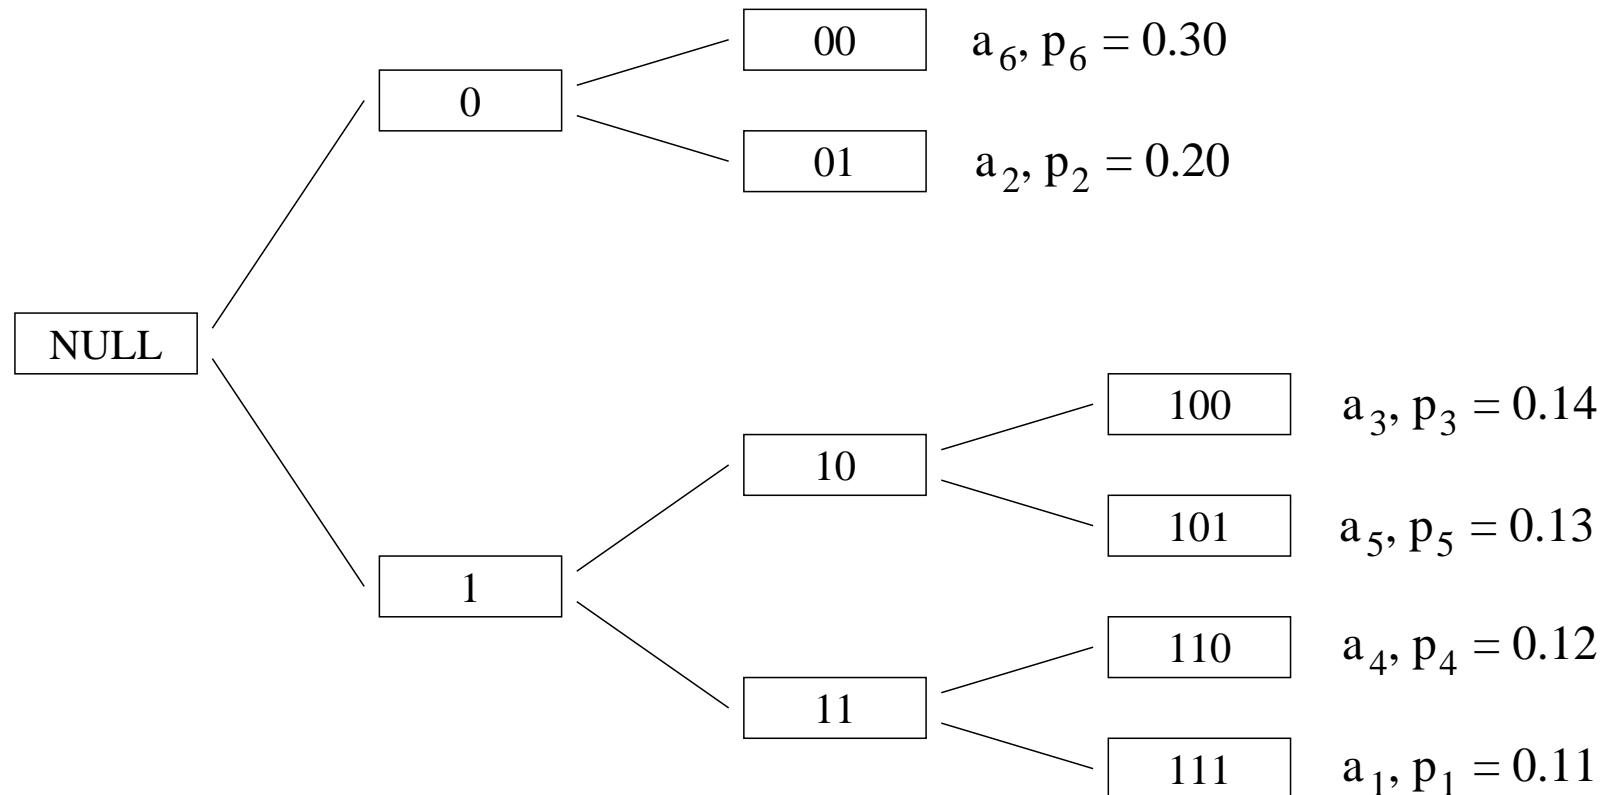 00 a6, p6 = 0.30
0
01 a2, p2 = 0.20
NULL
100 a3, p3 = 0.14
10
101 a5, p5 = 0.13
1
110 a4, p4 = 0.12
11
111 a1, p1 = 0.11